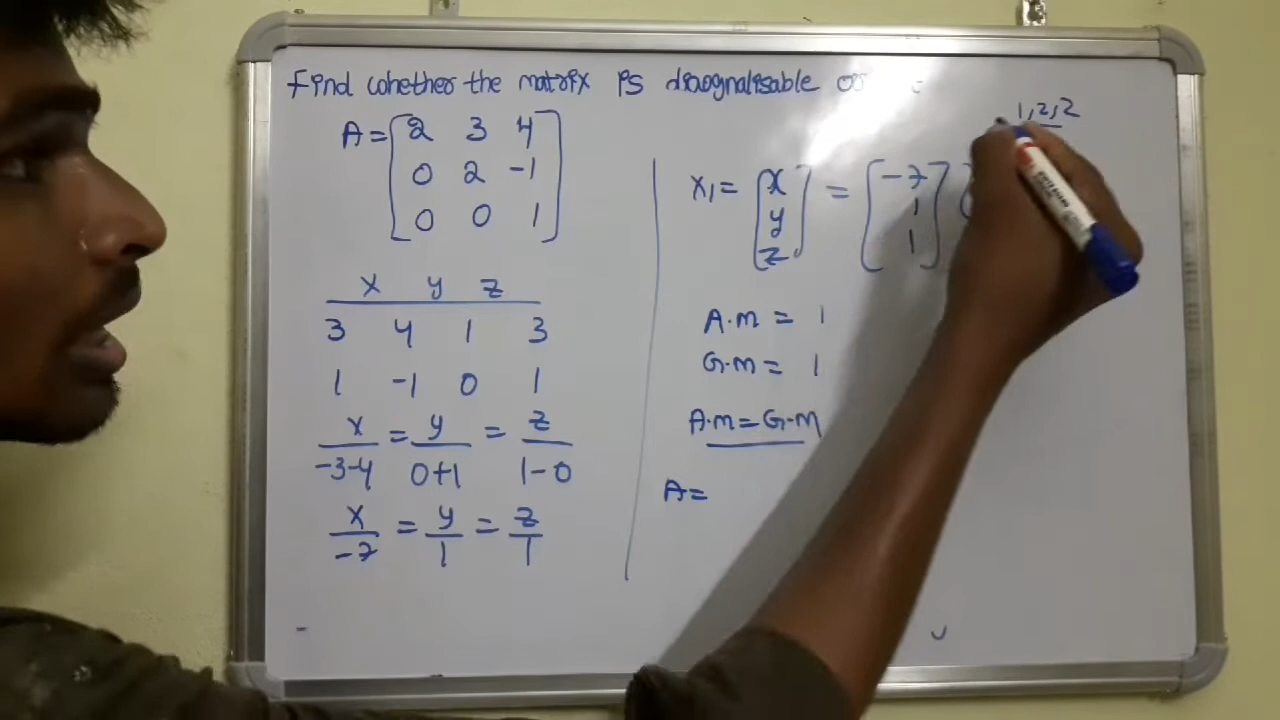 Find whether the matrix is diaognalisable or
A = [2 3 4
0 2 -1
0 0 1]
x y z
3 4 1 3
1 -1 0 1
x/-3-4 = y/0+1 = z/1-0
x/-7 = y/1 = z/1
1,2,2
X1 = [x y z] = [-7 1 1]
A.M = 1
G.M = 1
A.M = G.M
A =